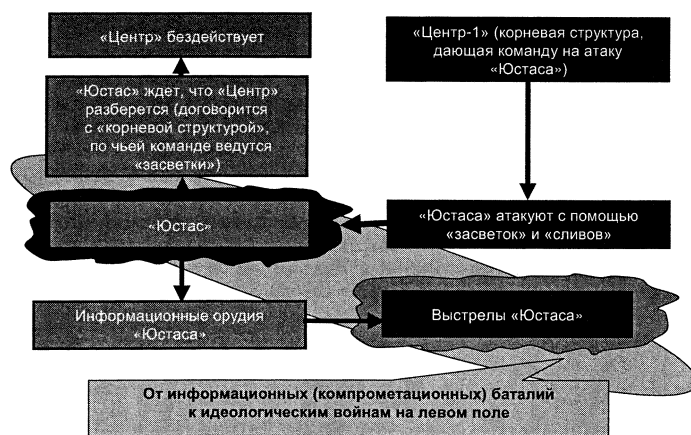 «Центр» бездействует
«Центр-1» (корневая структура,
дающая команду на атаку
«Юстаса»)
«Юстас» ждет, что «Центр»
разберется (договорится
с «корневой структурой»,
по чьей команде ведутся
«засветки»)
«Юстас»
«Юстаса» атакуют с помощью
«засветок» и «сливов»
Информационные орудия
«Юстаса»
Выстрелы «Юстаса»
От информационных (компрометационных) баталий
к идеологическим войнам на левом поле